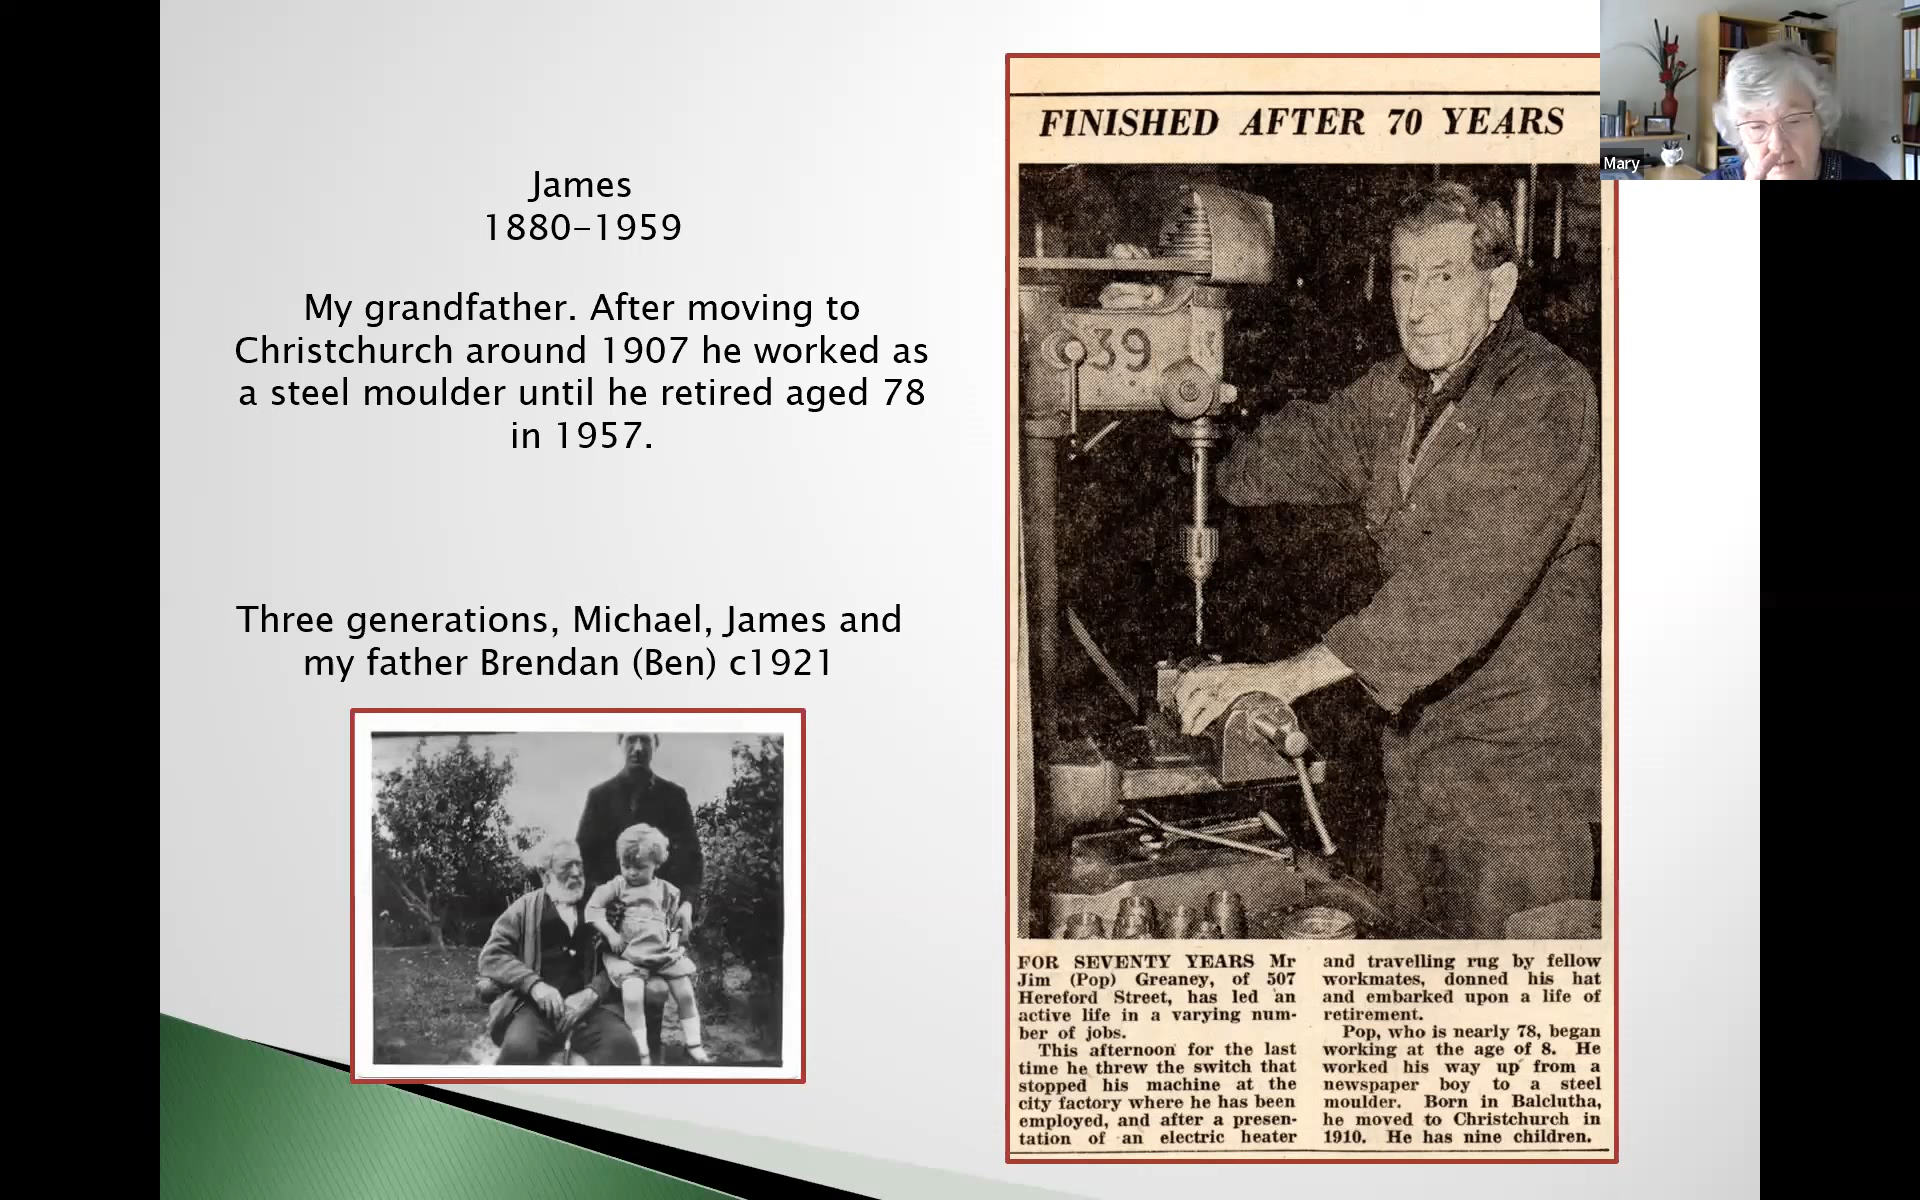 James
1880-1959
My grandfather. After moving to
Christchurch around 1907 he worked as
a steel moulder until he retired aged 78
in 1957.
Three generations, Michael, James and
my father Brendan (Ben) c1921
FINISHED AFTER 70 YEARS
39
FOR SEVENTY YEARS Mr
Jim (Pop) Greaney, of 507
Hereford Street, has led an
active life in a varying num-
ber of jobs.
This afternoon for the last
time he threw the switch that
stopped his machine at the
city factory where he has been
employed, and after a presen-
tation of an electric heater
and travelling rug by fellow
workmates, donned his hat
and embarked upon a life of
retirement.
Pop, who is nearly 78, began
working at the age of 8. He
worked his way up from a
newspaper boy to a steel
moulder. Born in Balclutha,
he moved to Christchurch in
1910. He has nine children.
Mary